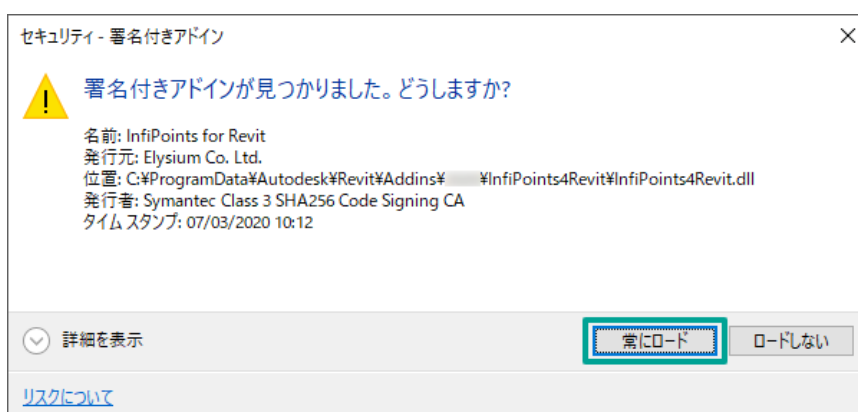 セキュリティ - 署名付きアドイン
署名付きアドインが見つかりました。どうしますか?
名前: InfiPoints for Revit
発行元: Elysium Co. Ltd.
位置: C:¥ProgramData¥Autodesk¥Revit¥Addins¥ ¥InfiPoints4Revit¥InfiPoints4Revit.dll
発行者: Symantec Class 3 SHA256 Code Signing CA
タイム スタンプ: 07/03/2020 10:12
詳細を表示
常にロード
ロードしない
リスクについて